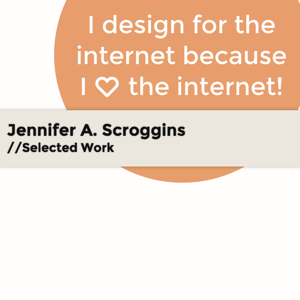 I design for the
internet because
I ♡ the internet!
Jennifer A. Scroggins
//Selected Work